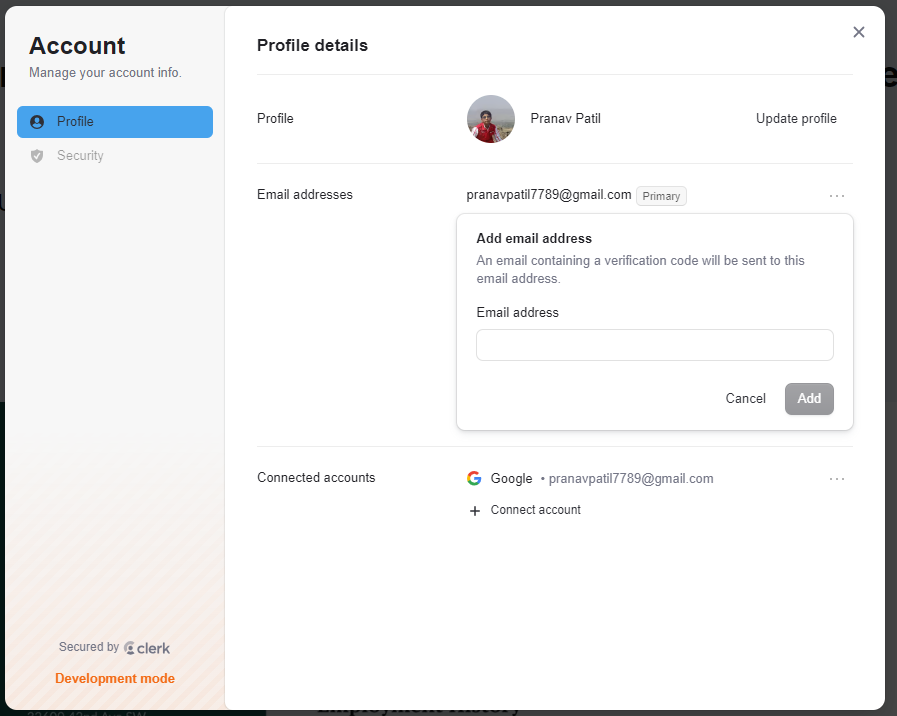 Account
Manage your account info.
Profile
Security
Secured by clerk
Development mode
Profile details
Profile
Pranav Patil
Update profile
Email addresses
pranavpatil7789@gmail.com Primary
Add email address
An email containing a verification code will be sent to this
email address.
Email address
Cancel
Add
Connected accounts
Google • pranavpatil7789@gmail.com
Connect account